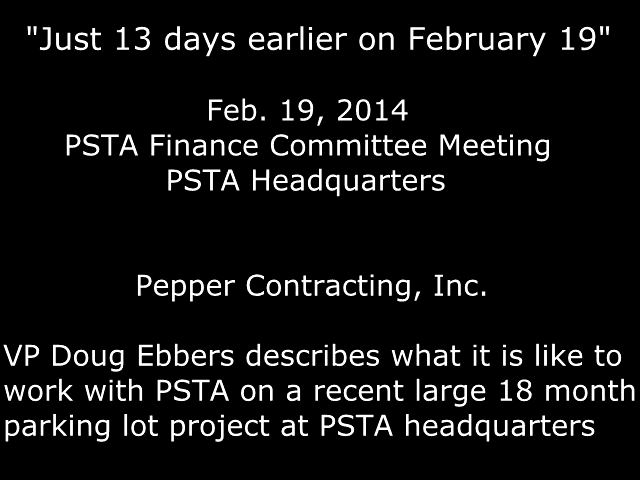 "Just 13 days earlier on February 19"
Feb. 19, 2014
PSTA Finance Committee Meeting
PSTA Headquarters
Pepper Contracting, Inc.
VP Doug Ebbers describes what it is like to
work with PSTA on a recent large 18 month
parking lot project at PSTA headquarters